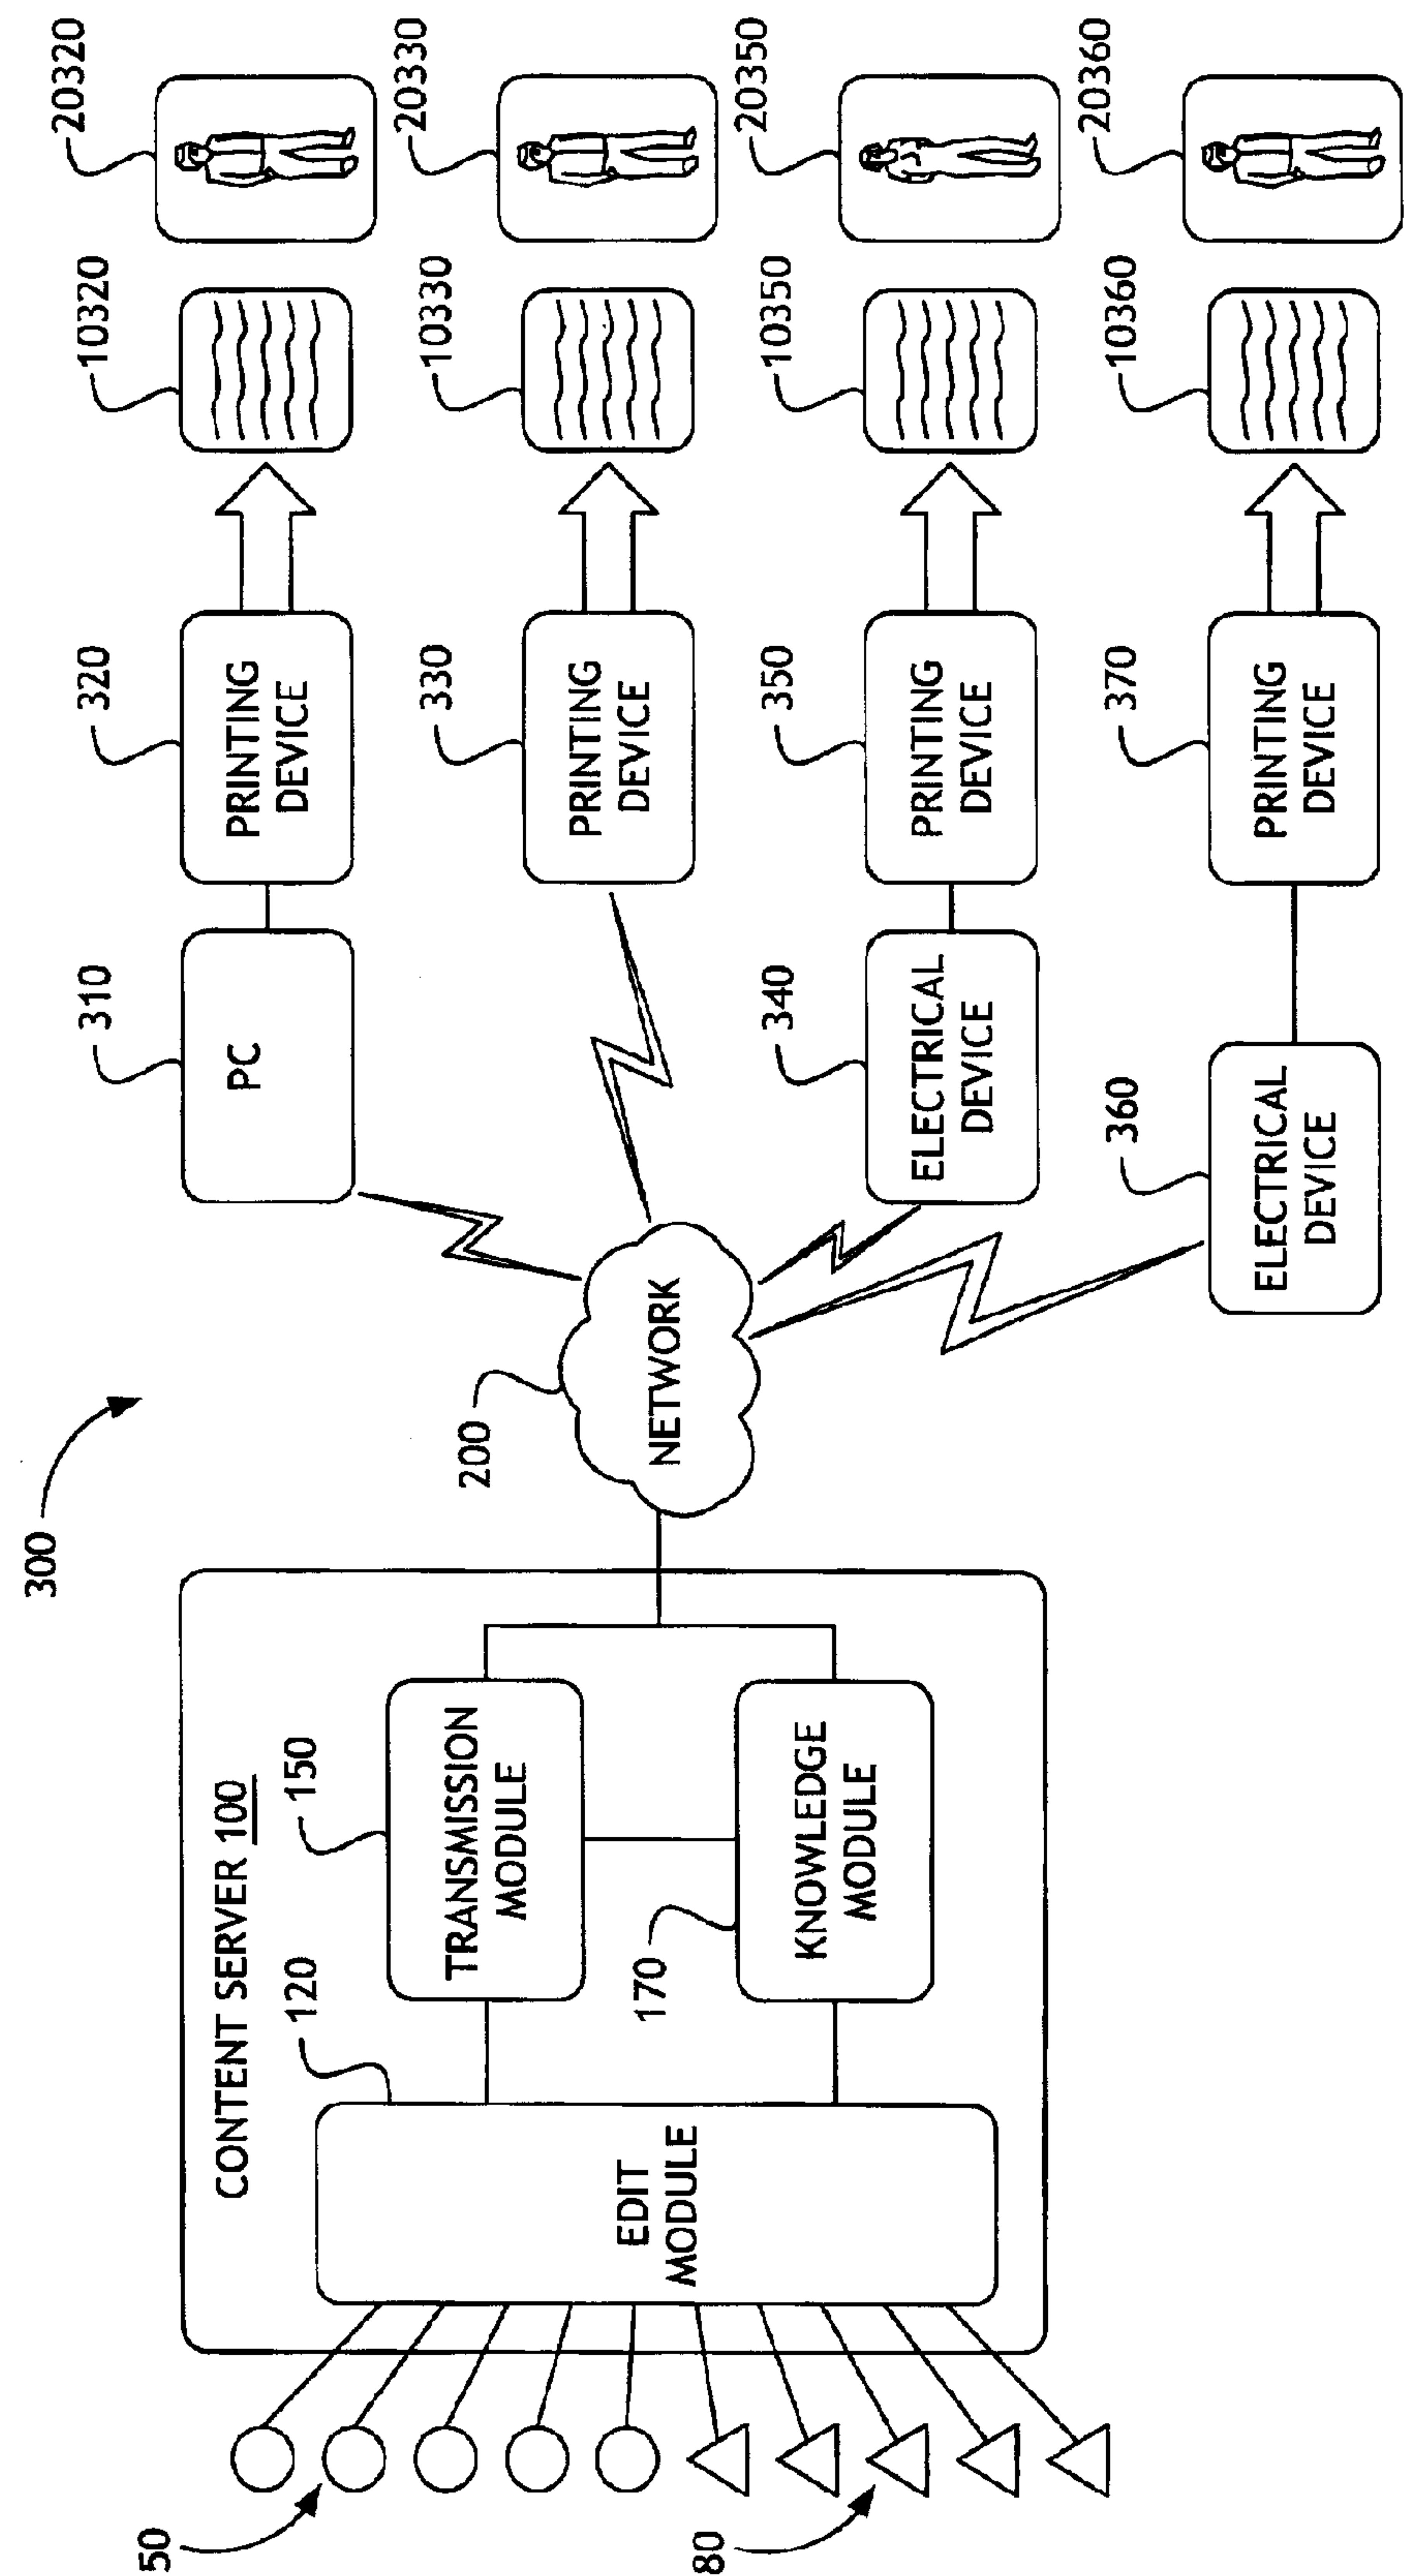 300
50
80
CONTENT SERVER 100
120
EDIT
MODULE
150
TRANSMISSION
MODULE
170
KNOWLEDGE
MODULE
200
NETWORK
310
PC
320
PRINTING
DEVICE
10320
20320
330
PRINTING
DEVICE
10330
20330
340
ELECTRICAL
DEVICE
350
PRINTING
DEVICE
10350
20350
360
ELECTRICAL
DEVICE
370
PRINTING
DEVICE
10360
20360